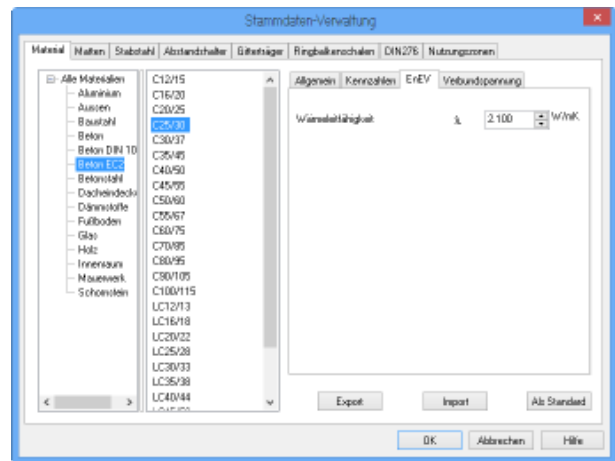 Stammdaten-Verwaltung
Material Matten Stabstahl Abstandshalter Gitterträger Ringbalkenschalen DIN276 Nutzungszonen
Alle Materialien
Aluminium
Aussen
Baustahl
Beton
Beton DIN 10
Beton EC2
Betonstahl
Dacheindeck
Dämmstoffe
Fußboden
Glas
Holz
Innenraum
Mauerwerk
Schornstein
C12/15
C16/20
C20/25
C25/30
C30/37
C35/45
C40/50
C45/55
C50/60
C55/67
C60/75
C70/85
C80/95
C90/105
C100/115
LC12/13
LC16/18
LC20/22
LC25/28
LC30/33
LC35/38
LC40/44
Allgemein Kennzahlen EnEV Verbundspannung
Wärmeleitfähigkeit λ 2.100 W/mK
Export Import Als Standard
OK Abbrechen Hilfe